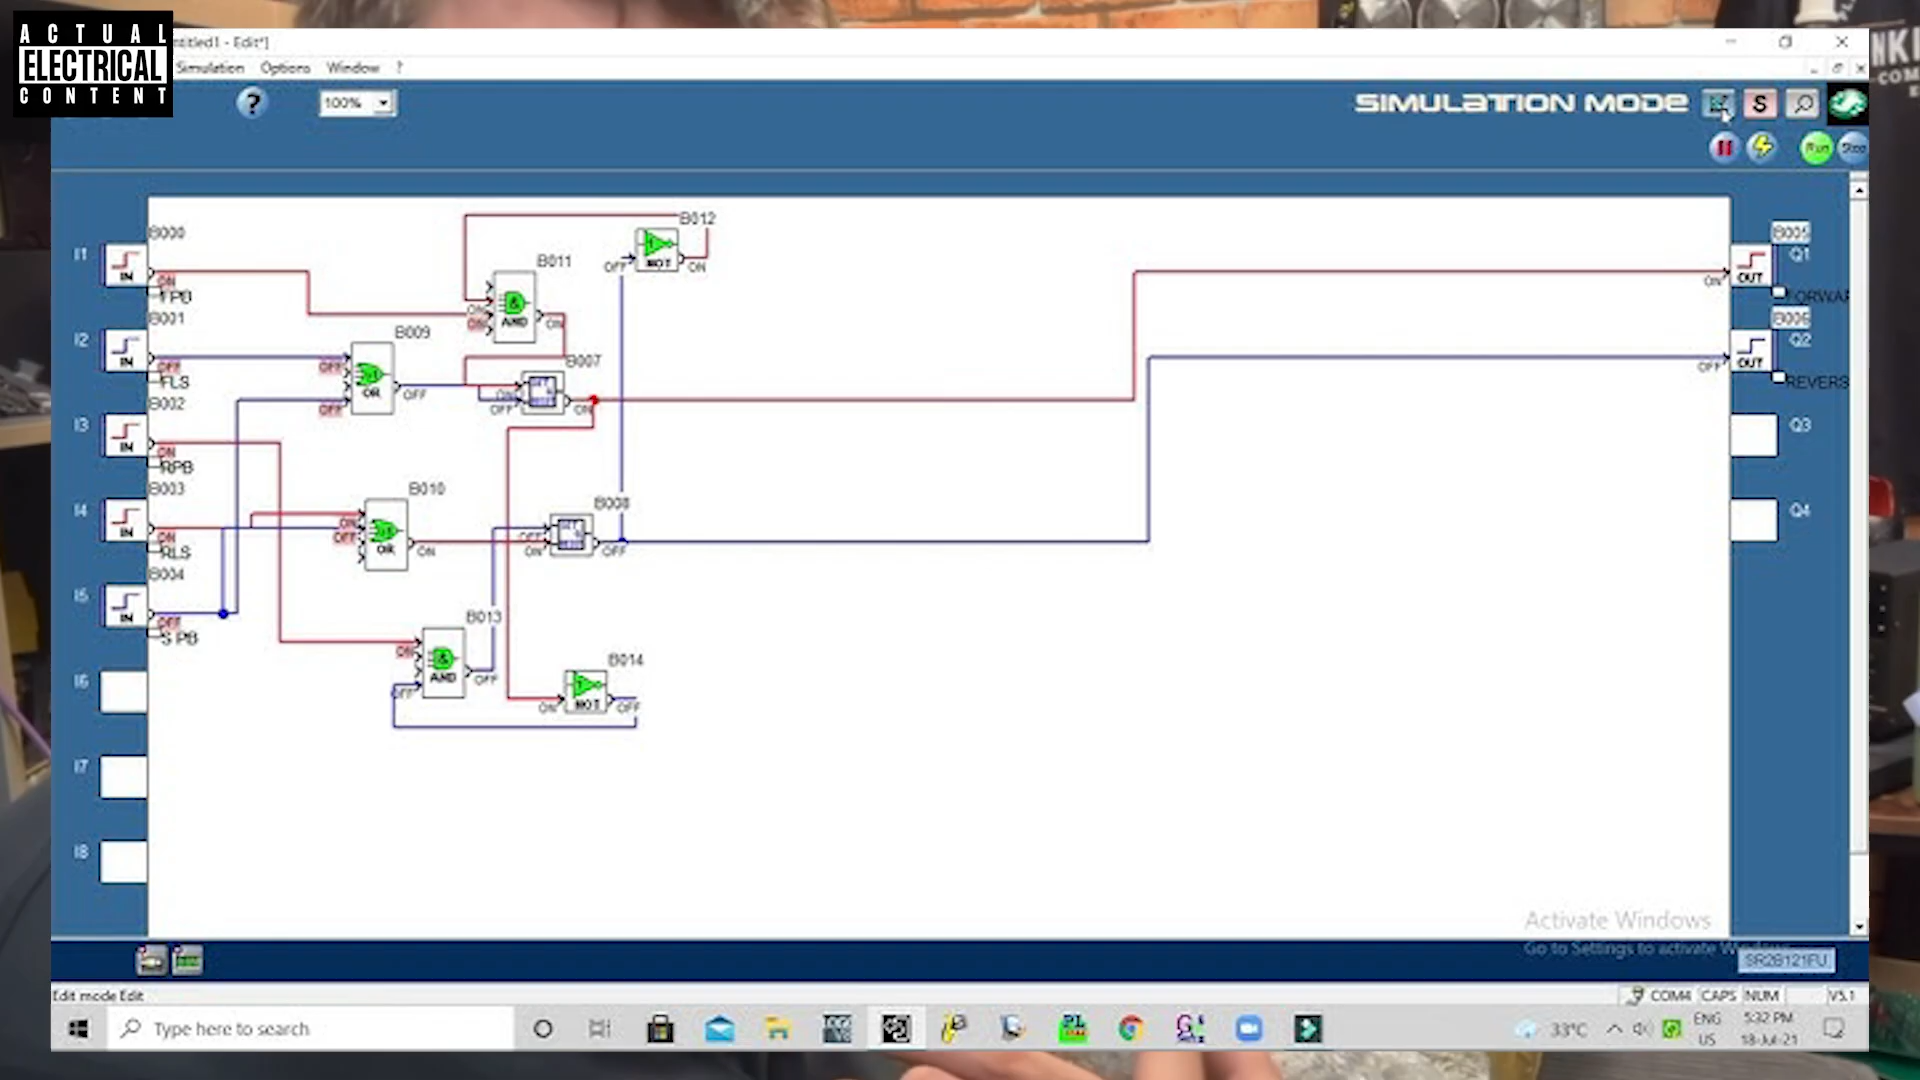 ACTUAL
ELECTRICAL
CONTENT
ntitled1 - Edit*]
Simulation Options Window ?
? 100% SIMULATION MODE S
Run Stop
B000
I1 IN ON
FPB
B001
I2 IN OFF
FLS
B002
I3 IN ON
RPB
B003
I4 IN ON
RLS
B004
I5 IN OFF
S PB
I6
I7
I8
B012
OFF NOT ON
B011
ON ON & AND ON
B009
OFF OFF OR OFF
B007
ON OFF ON
B010
ON OFF OR ON
B008
OFF ON OFF
B013
ON OFF & AND OFF
B014
ON NOT OFF
B005
Q1 ON OUT
FORWAR
B006
Q2 OFF OUT
REVERS
Q3
Q4
Activate Windows
Go to Settings to activate Windows.
SR2B121FU
Edit mode Edit
COM4 CAPS NUM V5.1
Type here to search
33°C ENG US 5:32 PM 18-Jul-21